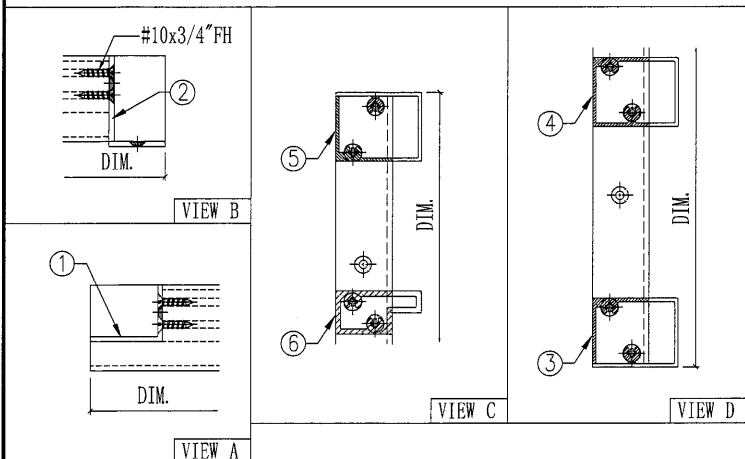 #10x3/4"FH
2
DIM.
VIEW B
1
DIM.
VIEW A
5
DIM.
6
VIEW C
4
DIM.
3
VIEW D